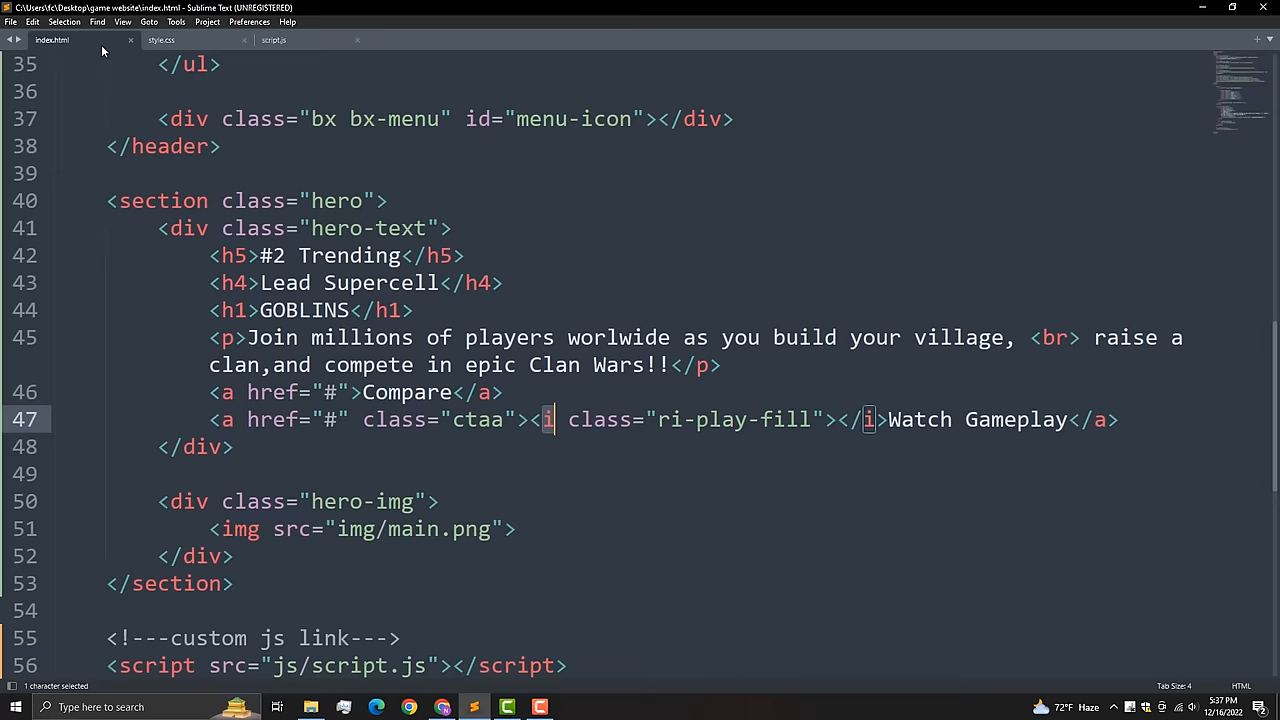 C:\Users\fc\Desktop\game website\index.html - Sublime Text (UNREGISTERED)
File Edit Selection Find View Goto Tools Project Preferences Help
index.html style.css script.js
35 </ul>
36
37 <div class="bx bx-menu" id="menu-icon"></div>
38 </header>
39
40 <section class="hero">
41 <div class="hero-text">
42 <h5>#2 Trending</h5>
43 <h4>Lead Supercell</h4>
44 <h1>GOBLINS</h1>
45 <p>Join millions of players worlwide as you build your village, <br> raise a
clan,and compete in epic Clan Wars!!</p>
46 <a href="#">Compare</a>
47 <a href="#" class="ctaa"><i class="ri-play-fill"></i>Watch Gameplay</a>
48 </div>
49
50 <div class="hero-img">
51 <img src="img/main.png">
52 </div>
53 </section>
54
55 <!---custom js link--->
56 <script src="js/script.js"></script>
1 character selected Tab Size: 4 HTML
Type here to search 72°F Haze 5:37 PM
12/16/2022